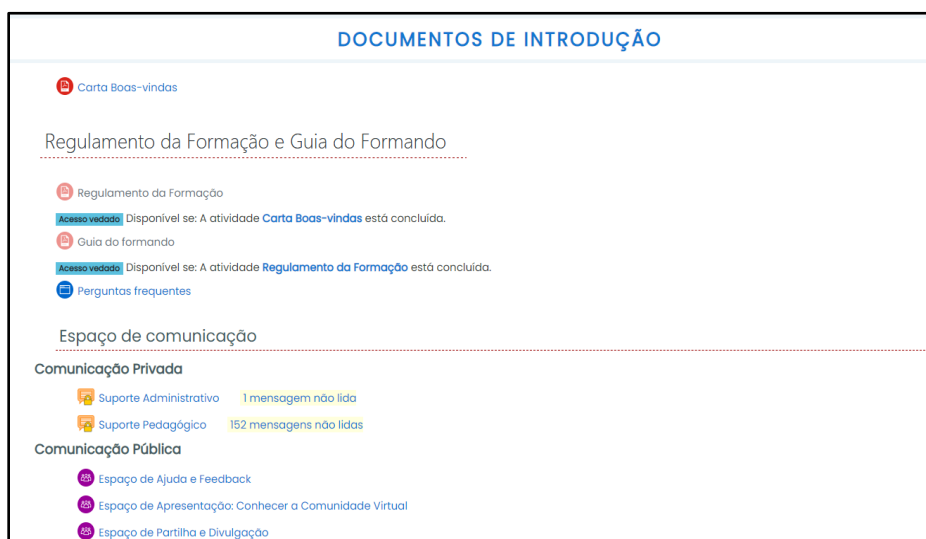 DOCUMENTOS DE INTRODUÇÃO
Carta Boas-vindas
Regulamento da Formação e Guia do Formando
Regulamento da Formação
Acesso vedado Disponível se: A atividade Carta Boas-vindas está concluída.
Guia do formando
Acesso vedado Disponível se: A atividade Regulamento da Formação está concluída.
Perguntas frequentes
Espaço de comunicação
Comunicação Privada
Suporte Administrativo 1 mensagem não lida
Suporte Pedagógico 152 mensagens não lidas
Comunicação Pública
Espaço de Ajuda e Feedback
Espaço de Apresentação: Conhecer a Comunidade Virtual
Espaço de Partilha e Divulgação